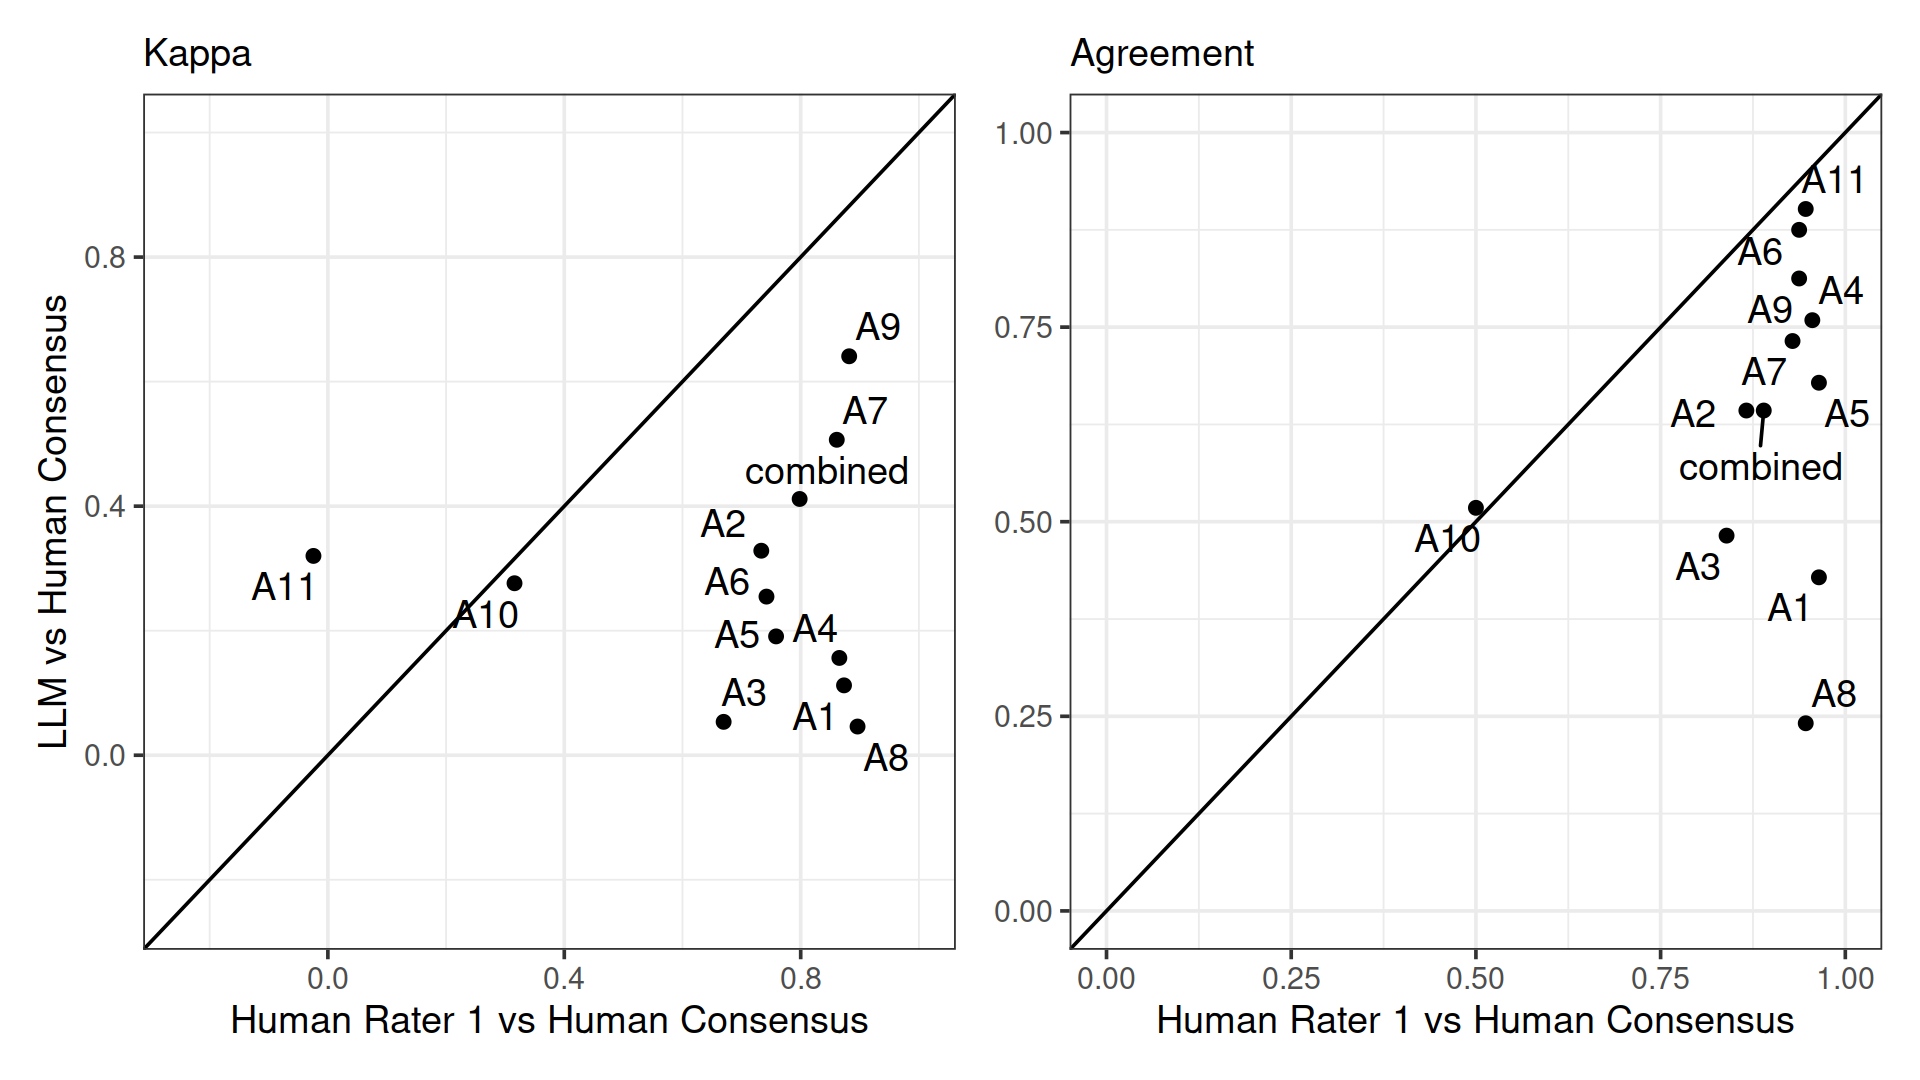 Kappa
LLM vs Human Consensus
0.8
0.4
0.0
A9
A7
combined
A2
A11
A6
A10
A5
A4
A3
A1
A8
0.0
0.4
0.8
Human Rater 1 vs Human Consensus
Agreement
1.00
0.75
0.50
0.25
0.00
A11
A6
A4
A9
A7
A2
A5
combined
A10
A3
A1
A8
0.00
0.25
0.50
0.75
1.00
Human Rater 1 vs Human Consensus